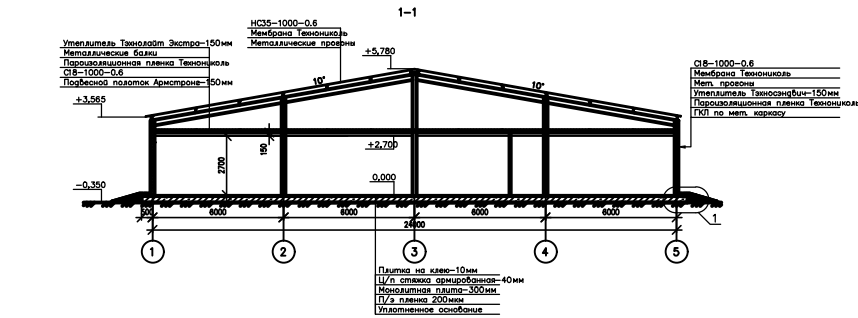 1-1
НС35-1000-0.6
Мембрана Технониколь
Металлические прогоны
Утеплитель Тэхнолайт Экстра-150мм
Металлические балки
Пароизоляционная пленка Технониколь
С18-1000-0.6
Подвесной полоток Армстронг-150мм
+5,780
10°
10°
С18-1000-0.6
Мембрана Технониколь
Мет. прогоны
Утеплитель Тэхносэндвич-150мм
Пароизоляционная пленка Технониколь
ГКЛ по мет. каркасу
+3,565
2700
150
+2,700
0,000
-0,350
500
6000
6000
6000
6000
24000
1
1
2
3
4
5
Плитка на клею-10мм
Ц/п стяжка армированная-40мм
Монолитная плита-300мм
П/э пленка 200мкм
Уплотненное основание